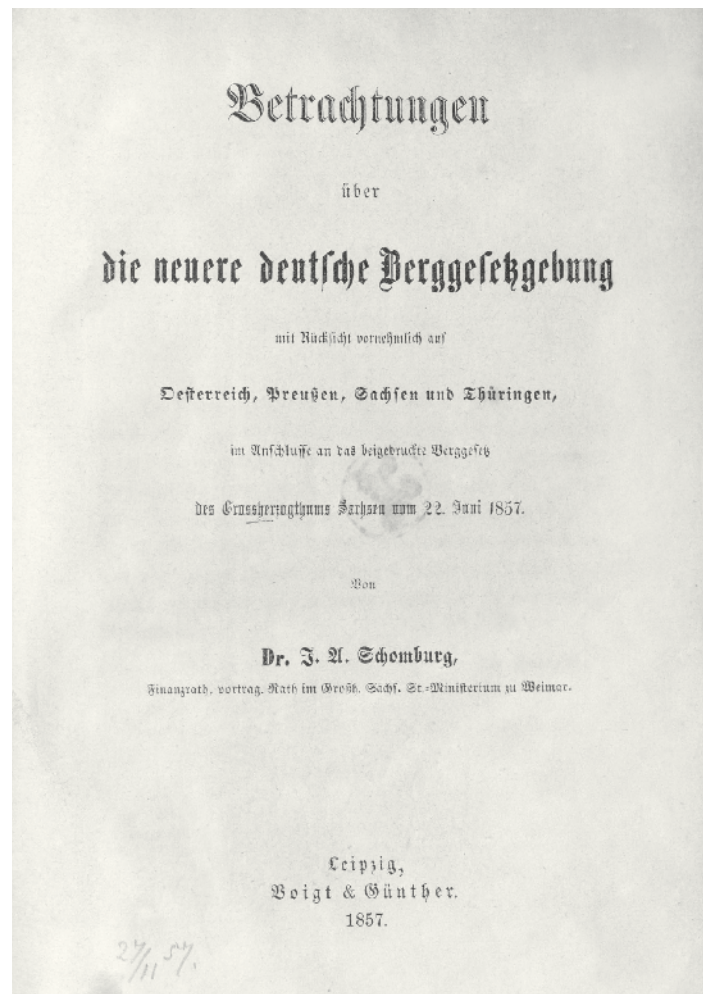 Betrachtungen
über
die neuere deutsche Berggesetzgebung
mit Rücksicht vornehmlich auf
Oesterreich, Preußen, Sachsen und Thüringen,
im Anschlusse an das beigedruckte Berggesetz
des Grossherzogthums Sachsen vom 22. Juni 1857.
Von
Dr. J. A. Schomburg,
Finanzrath, vortrag. Rath im Großh. Sächs. St.-Ministerium zu Weimar.
Leipzig,
Voigt & Günther.
1857.
27/11 57.